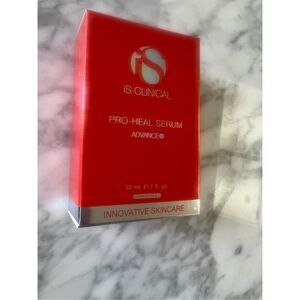 iS
iS CLINICAL
PRO-HEAL SERUM
ADVANCE+
30 mL e 1 fl. oz.
INNOVATIVE SKINCARE